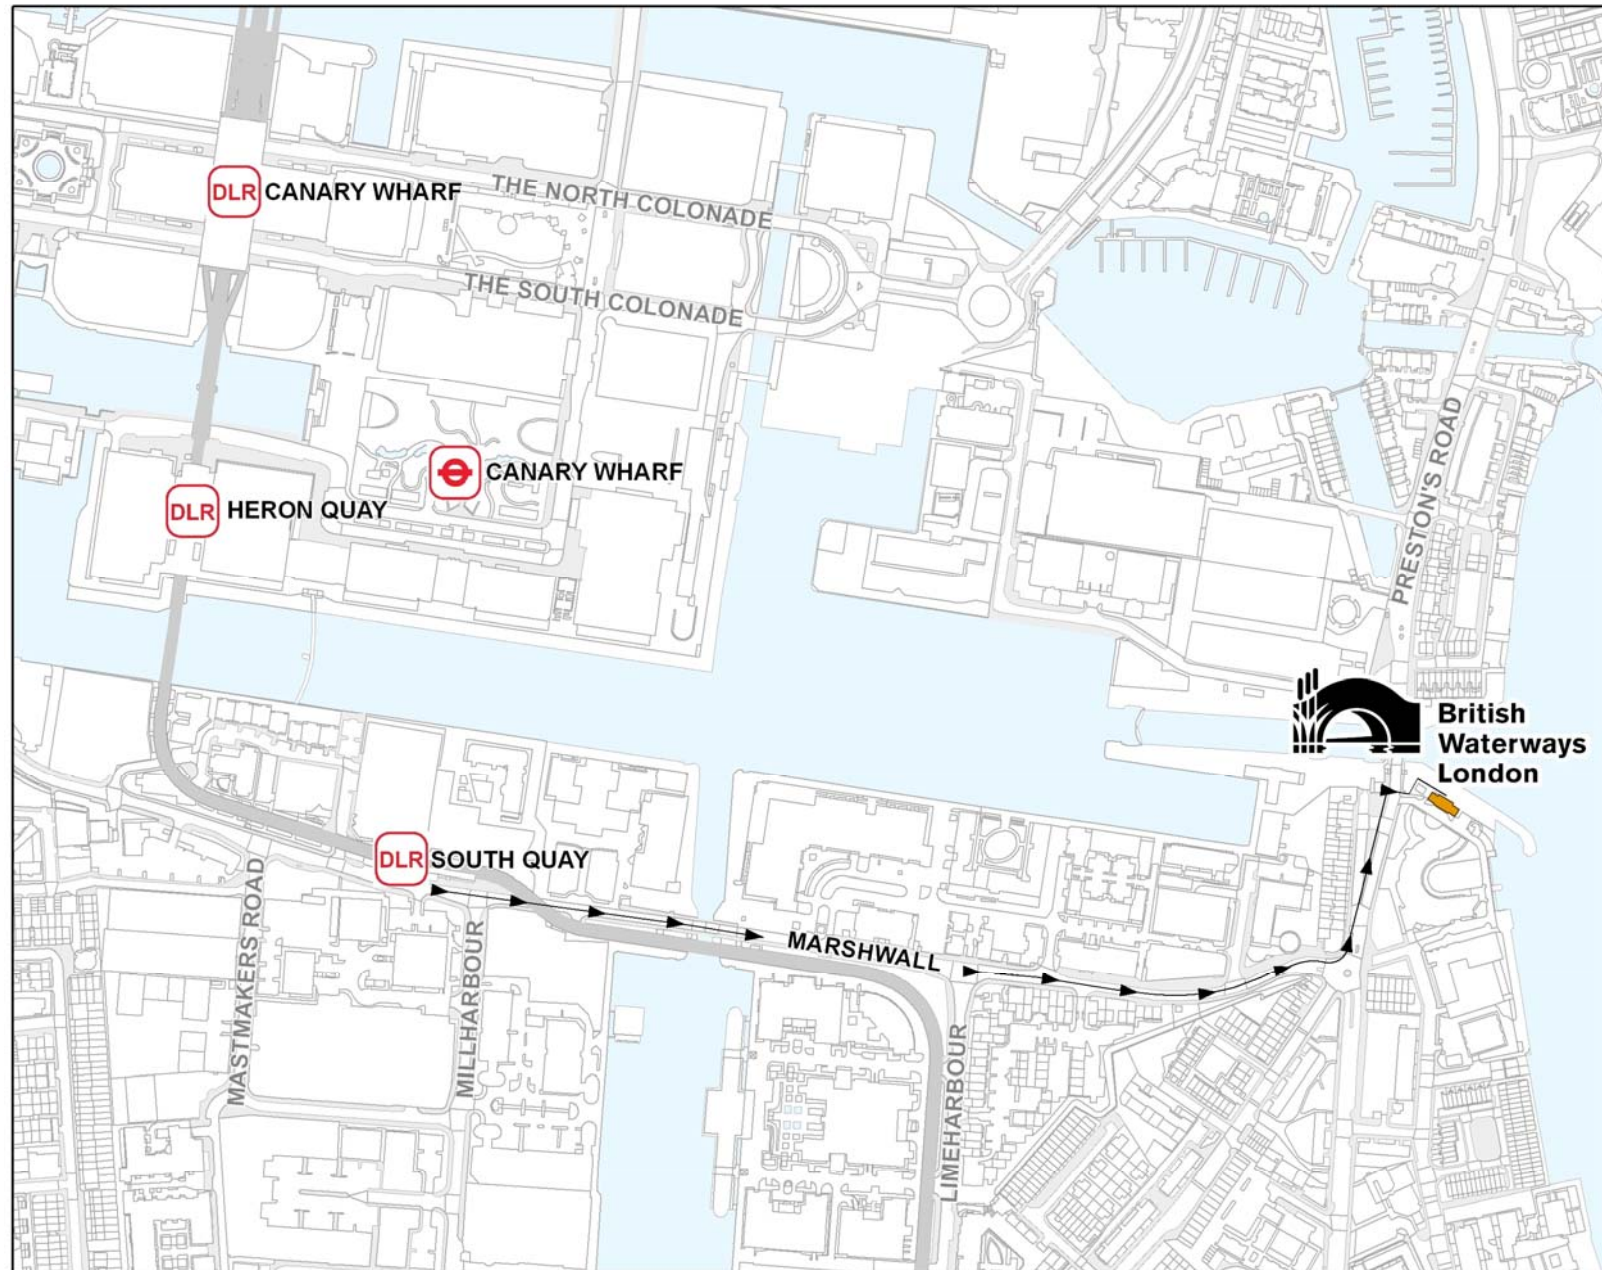 DLR CANARY WHARF
THE NORTH COLONADE
THE SOUTH COLONADE
CANARY WHARF
DLR HERON QUAY
PRESTON'S ROAD
British
Waterways
London
DLR SOUTH QUAY
MASTMAKERS ROAD
MILLHARBOUR
MARSHWALL
LIMEHARBOUR